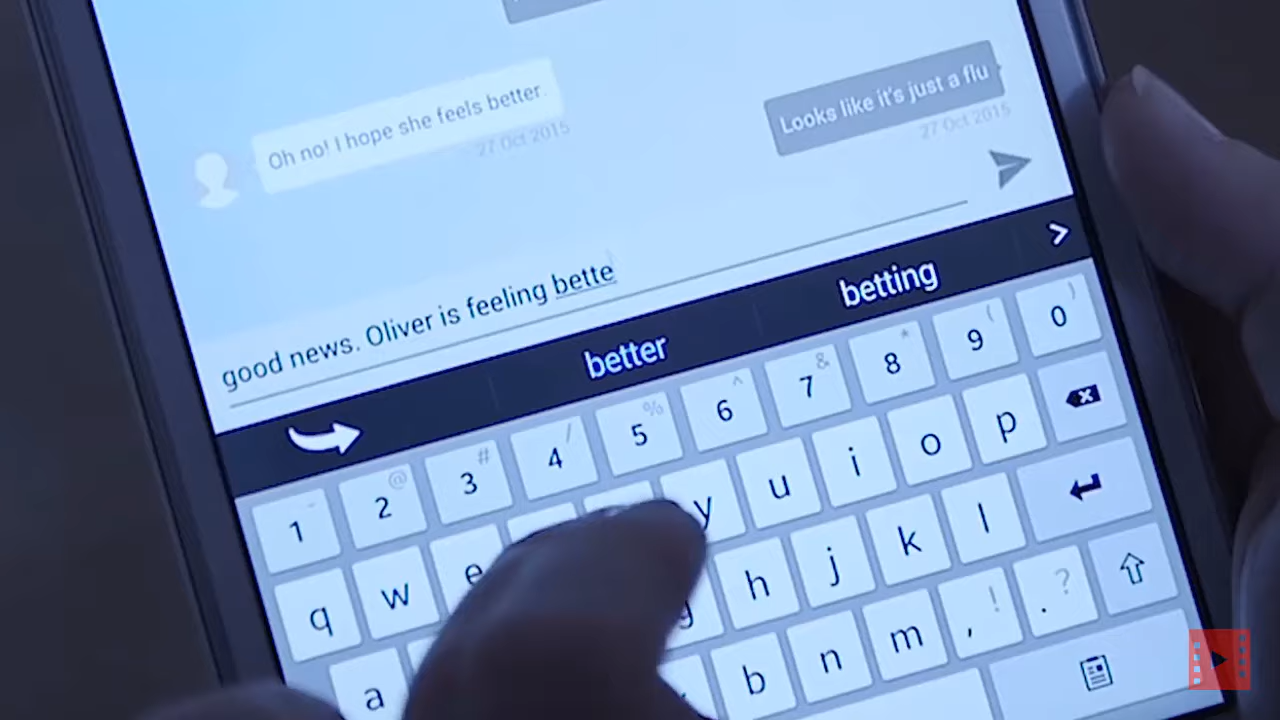 Oh no! I hope she feels better.
27 Oct 2015
Looks like it's just a flu
27 Oct 2015
good news. Oliver is feeling bette
better
betting
1 2 @ 3 # 4 / 5 % 6 ^ 7 & 8 * 9 ( 0 )
q w e y u i o p
a g h j k l
b n m , ! . ?